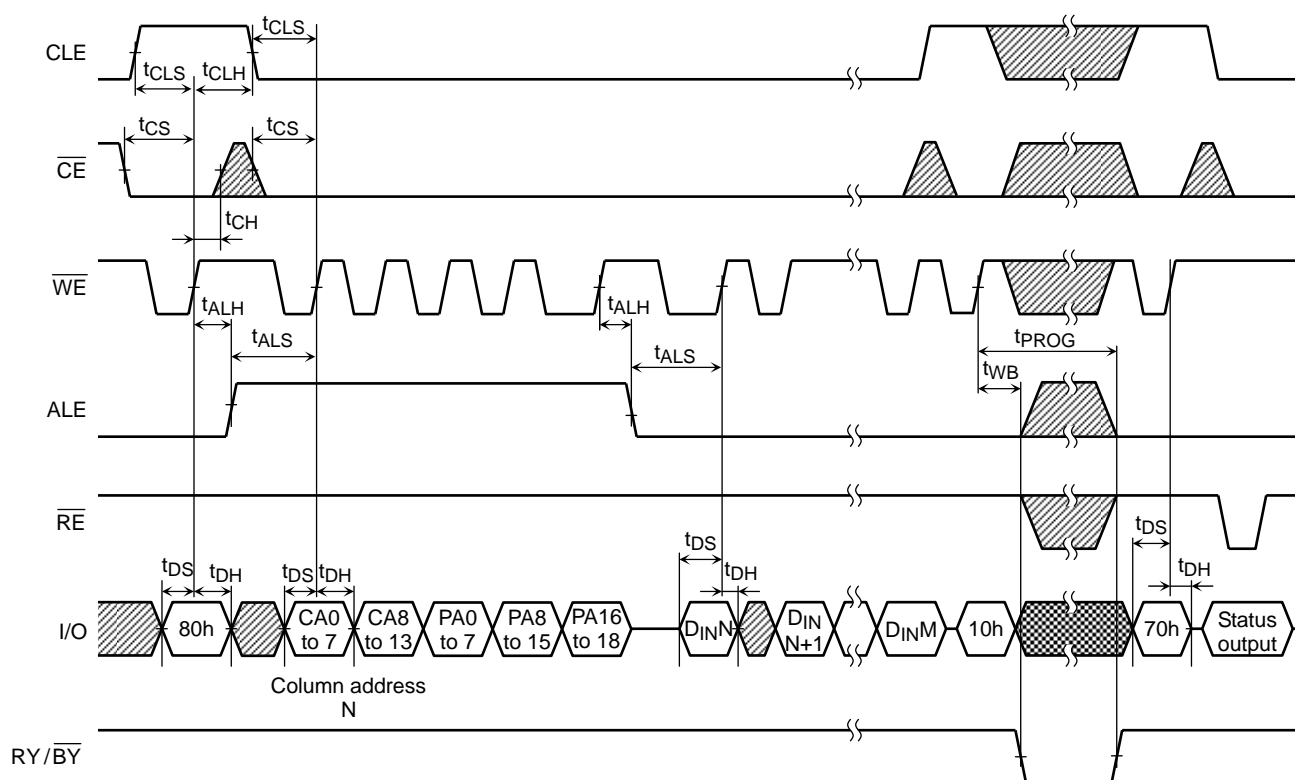 CLE
tCLS
tCLS
tCLH
CE
tCS
tCS
tCH
WE
tALH
tALH
tALS
tALS
tPROG
tWB
ALE
RE
tDS
tDH
tDS
tDH
tDS
tDH
tDS
tDH
I/O
80h
CA0
to 7
CA8
to 13
PA0
to 7
PA8
to 15
PA16
to 18
DINN
DIN
N+1
DINM
10h
70h
Status
output
Column address
N
RY/BY